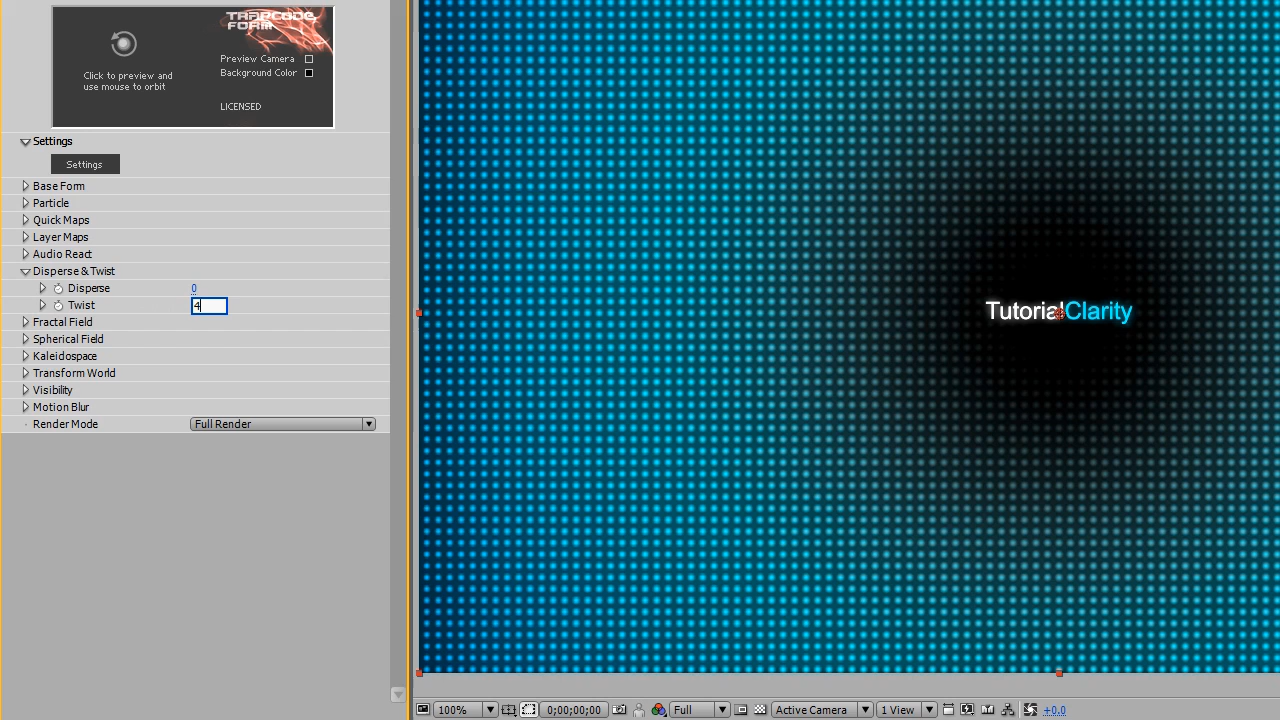 TRAPCODE
FORM
Click to preview and
use mouse to orbit
Preview Camera
Background Color
LICENSED
Settings
Settings
Base Form
Particle
Quick Maps
Layer Maps
Audio React
Disperse & Twist
Disperse 0
Twist 4
Fractal Field
Spherical Field
Kaleidospace
Transform World
Visibility
Motion Blur
Render Mode Full Render
TutorialClarity
100% 0;00;00;00 Full Active Camera 1 View +0.0